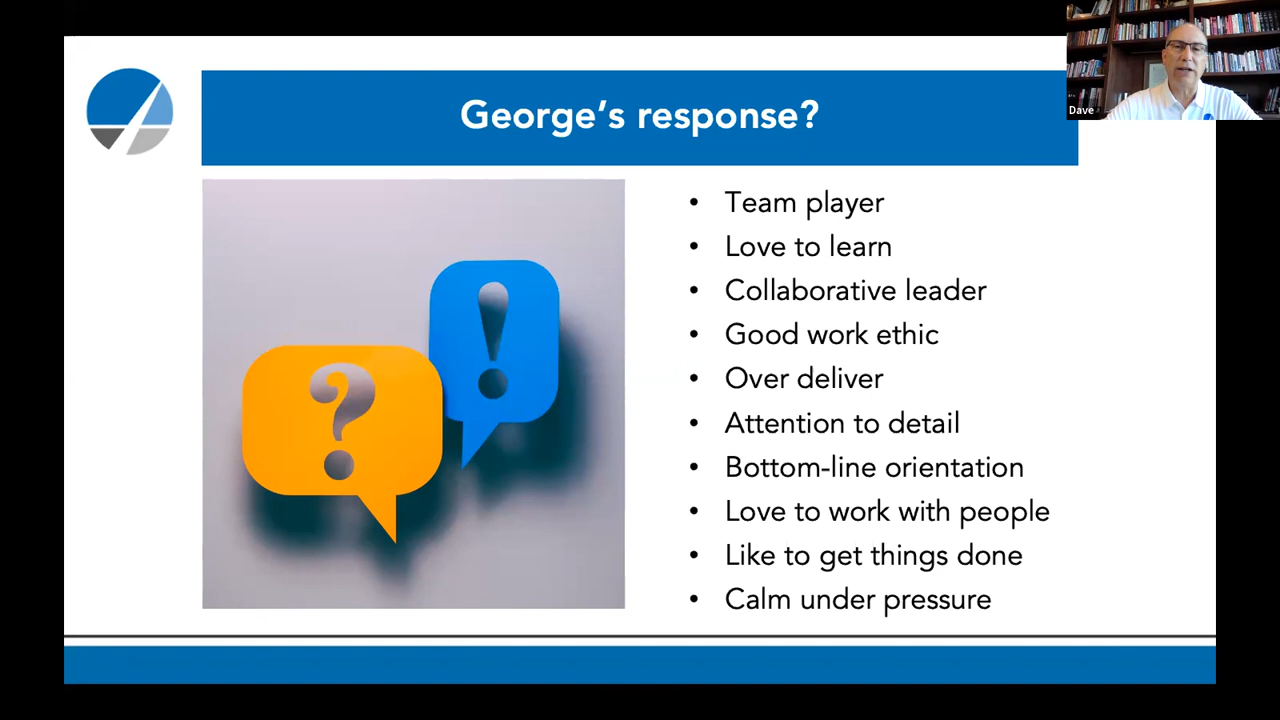 George's response?
Dave
• Team player
• Love to learn
• Collaborative leader
• Good work ethic
• Over deliver
• Attention to detail
• Bottom-line orientation
• Love to work with people
• Like to get things done
• Calm under pressure
? 
!